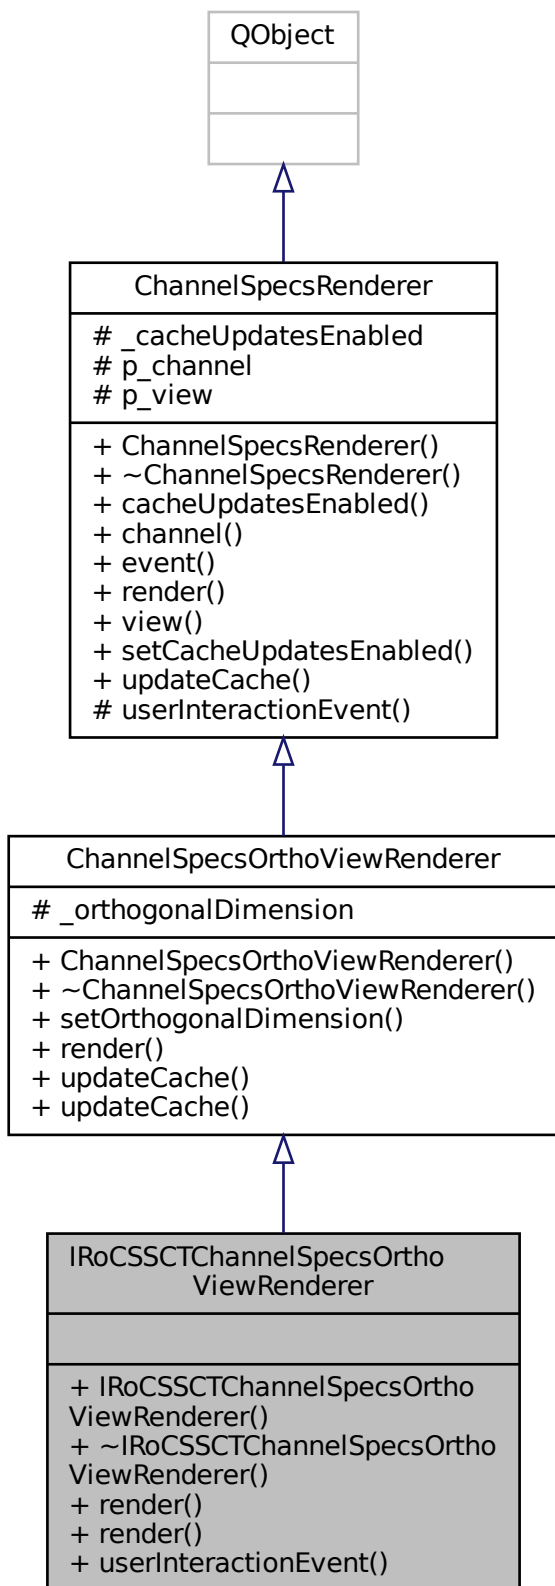 QObject
ChannelSpecsRenderer
# _cacheUpdatesEnabled
# p_channel
# p_view
+ ChannelSpecsRenderer()
+ ~ChannelSpecsRenderer()
+ cacheUpdatesEnabled()
+ channel()
+ event()
+ render()
+ view()
+ setCacheUpdatesEnabled()
+ updateCache()
# userInteractionEvent()
ChannelSpecsOrthoViewRenderer
# _orthogonalDimension
+ ChannelSpecsOrthoViewRenderer()
+ ~ChannelSpecsOrthoViewRenderer()
+ setOrthogonalDimension()
+ render()
+ updateCache()
+ updateCache()
IRoCSSCTChannelSpecsOrtho
ViewRenderer
+ IRoCSSCTChannelSpecsOrtho
ViewRenderer()
+ ~IRoCSSCTChannelSpecsOrtho
ViewRenderer()
+ render()
+ render()
+ userInteractionEvent()